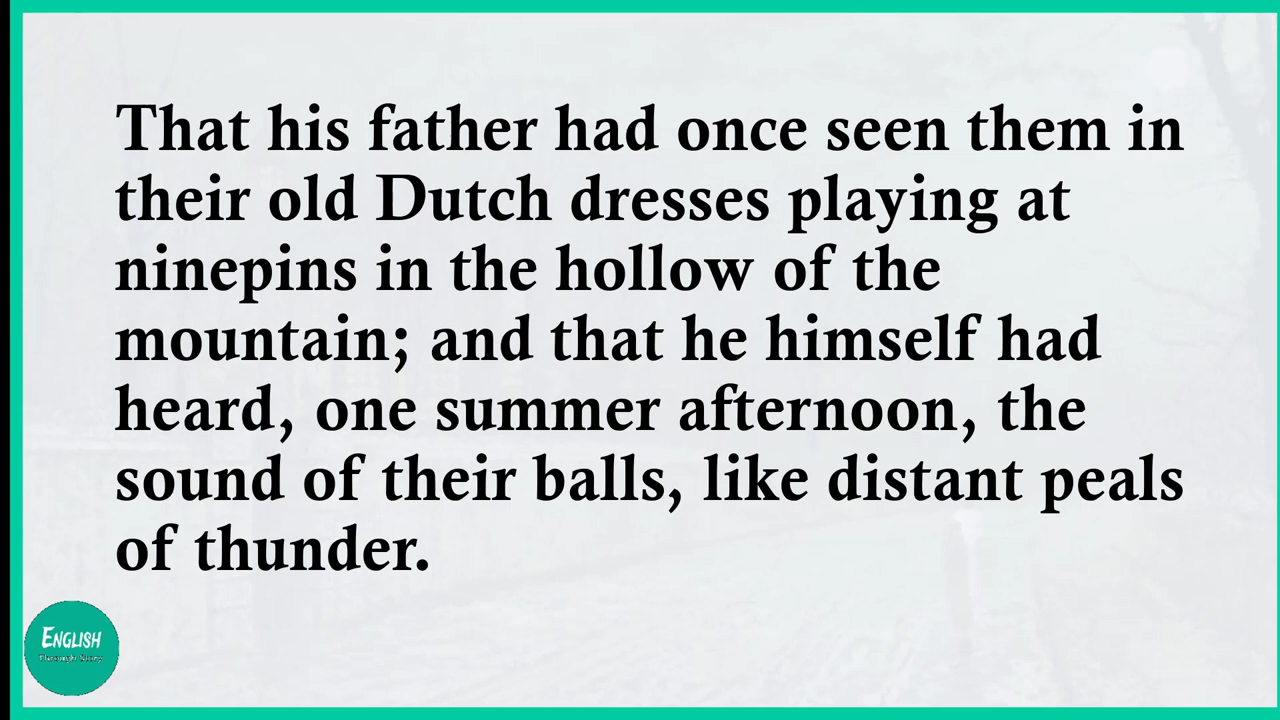 That his father had once seen them in
their old Dutch dresses playing at
ninepins in the hollow of the
mountain; and that he himself had
heard, one summer afternoon, the
sound of their balls, like distant peals
of thunder.
ENGLISH
Through Story